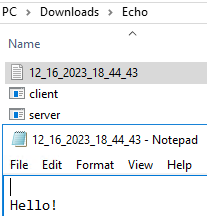 PC > Downloads > Echo
Name
12_16_2023_18_44_43
client
server
12_16_2023_18_44_43 - Notepad
File Edit Format View Help
Hello!